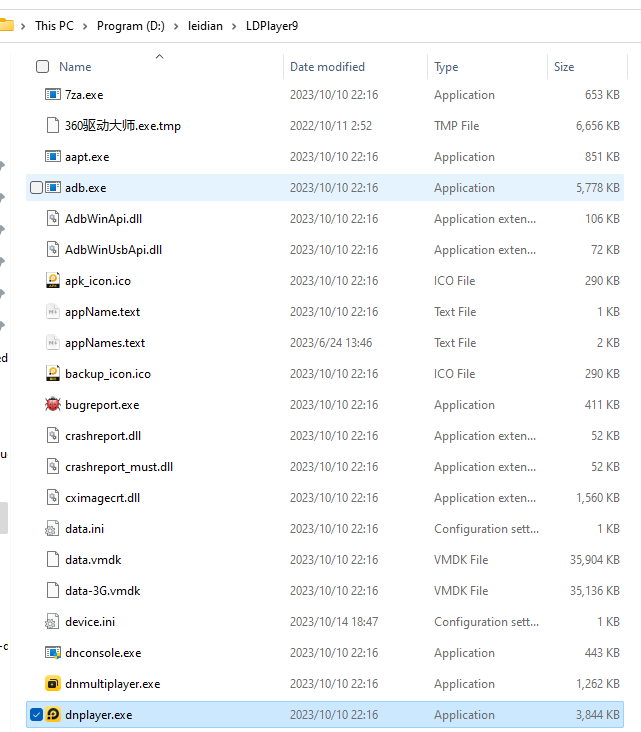 This PC > Program (D:) > leidian > LDPlayer9
Name Date modified Type Size
7za.exe 2023/10/10 22:16 Application 653 KB
360驱动大师.exe.tmp 2022/10/11 2:52 TMP File 6,656 KB
aapt.exe 2023/10/10 22:16 Application 851 KB
adb.exe 2023/10/10 22:16 Application 5,778 KB
AdbWinApi.dll 2023/10/10 22:16 Application exten... 106 KB
AdbWinUsbApi.dll 2023/10/10 22:16 Application exten... 72 KB
apk_icon.ico 2023/10/10 22:16 ICO File 290 KB
appName.text 2023/10/10 22:16 Text File 1 KB
appNames.text 2023/6/24 13:46 Text File 2 KB
ed
backup_icon.ico 2023/10/10 22:16 ICO File 290 KB
bugreport.exe 2023/10/10 22:16 Application 411 KB
crashreport.dll 2023/10/10 22:16 Application exten... 52 KB
u
crashreport_must.dll 2023/10/10 22:16 Application exten... 52 KB
cximagecrt.dll 2023/10/10 22:16 Application exten... 1,560 KB
data.ini 2023/10/10 22:16 Configuration sett... 1 KB
data.vmdk 2023/10/10 22:16 VMDK File 35,904 KB
data-3G.vmdk 2023/10/10 22:16 VMDK File 35,136 KB
device.ini 2023/10/14 18:47 Configuration sett... 1 KB
dnconsole.exe 2023/10/10 22:16 Application 443 KB
dnmultiplayer.exe 2023/10/10 22:16 Application 1,262 KB
dnplayer.exe 2023/10/10 22:16 Application 3,844 KB